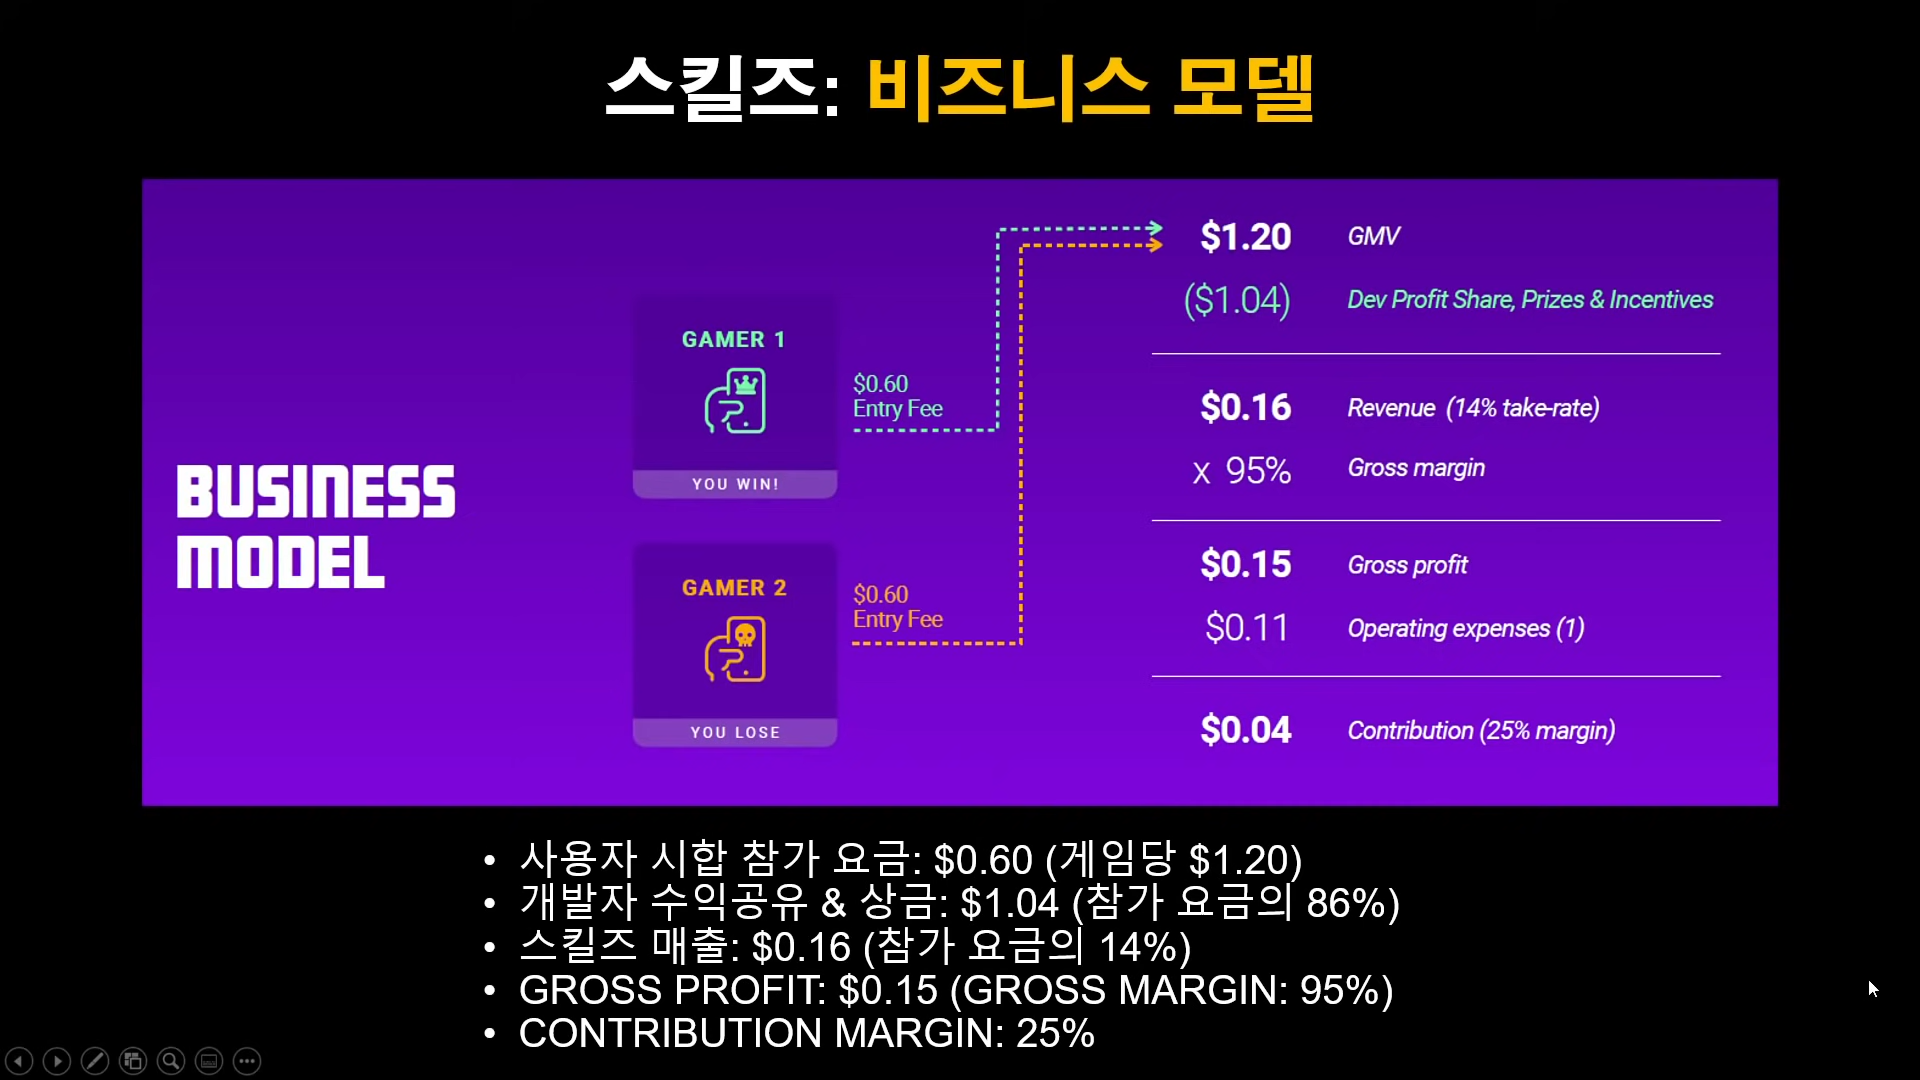 스킬즈: 비즈니스 모델
BUSINESS
MODEL
GAMER 1
YOU WIN!
$0.60
Entry Fee
GAMER 2
YOU LOSE
$0.60
Entry Fee
$1.20 GMV
($1.04) Dev Profit Share, Prizes & Incentives
$0.16 Revenue (14% take-rate)
x 95% Gross margin
$0.15 Gross profit
$0.11 Operating expenses (1)
$0.04 Contribution (25% margin)
• 사용자 시합 참가 요금: $0.60 (게임당 $1.20)
• 개발자 수익공유 & 상금: $1.04 (참가 요금의 86%)
• 스킬즈 매출: $0.16 (참가 요금의 14%)
• GROSS PROFIT: $0.15 (GROSS MARGIN: 95%)
• CONTRIBUTION MARGIN: 25%